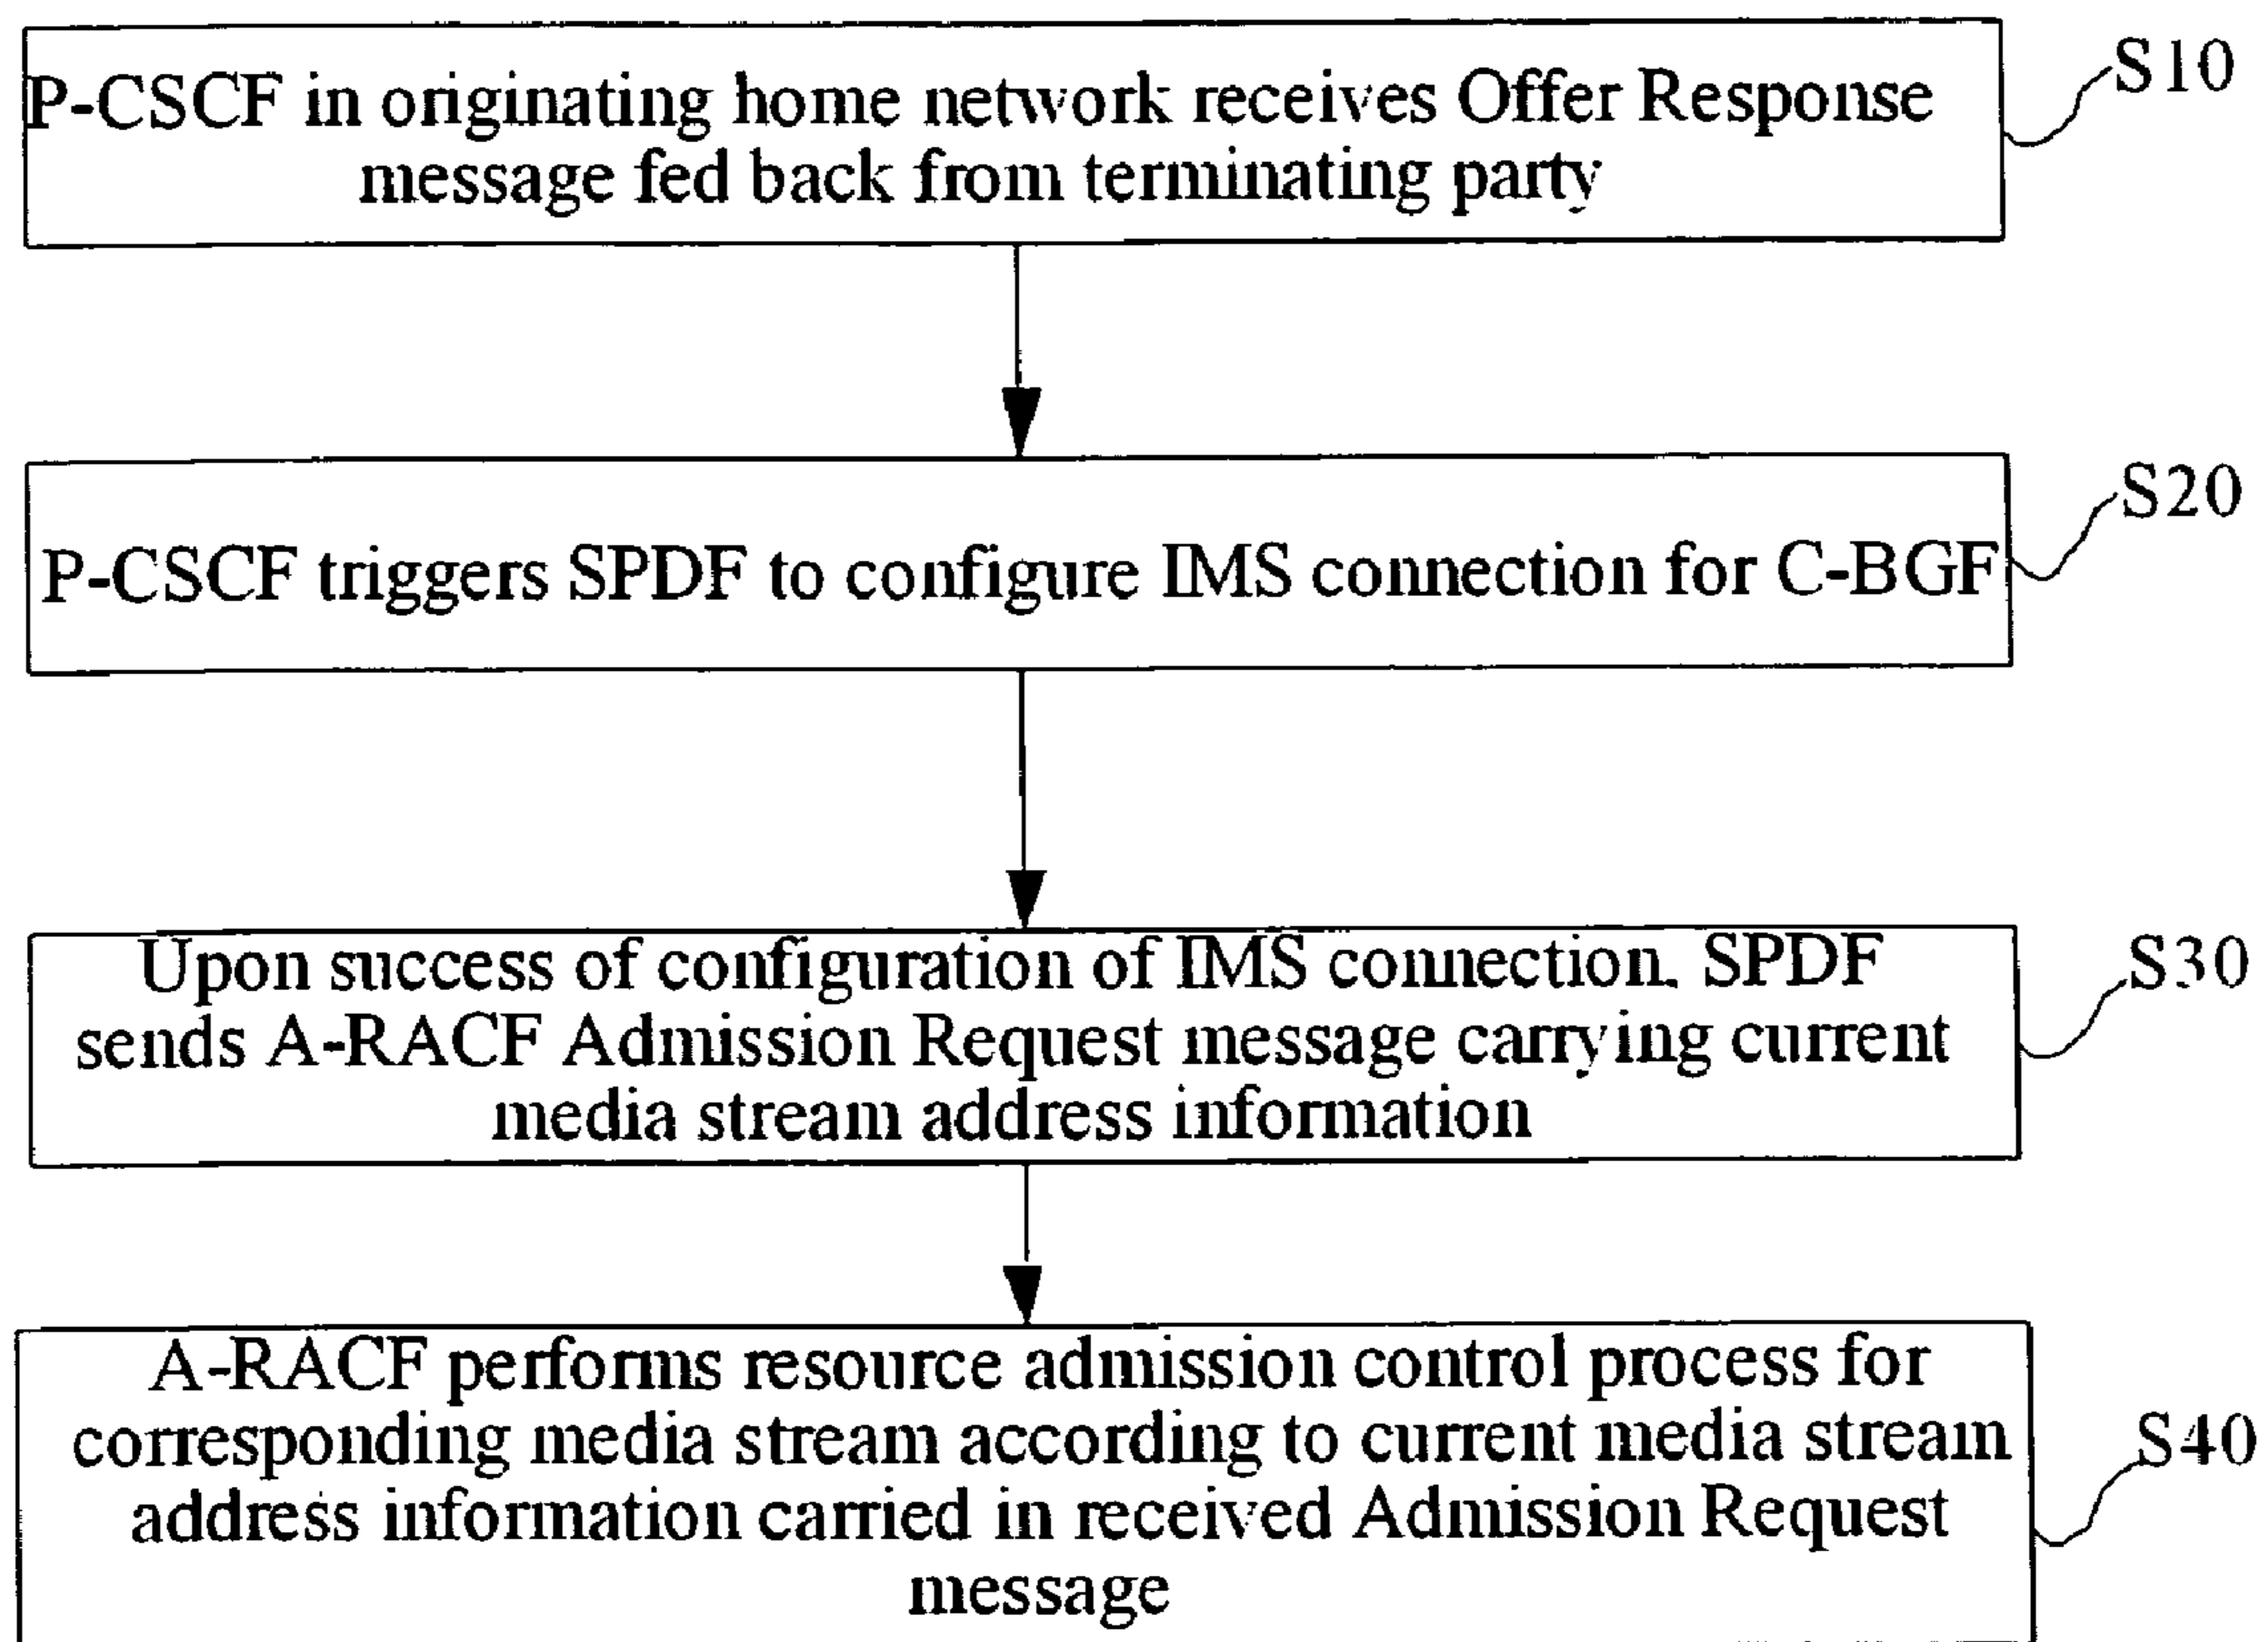 P-CSCF in originating home network receives Offer Response
message fed back from terminating party
S10
P-CSCF triggers SPDF to configure IMS connection for C-BGF
S20
Upon success of configuration of IMS connection, SPDF
sends A-RACF Admission Request message carrying current
media stream address information
S30
A-RACF performs resource admission control process for
corresponding media stream according to current media stream
address information carried in received Admission Request
message
S40